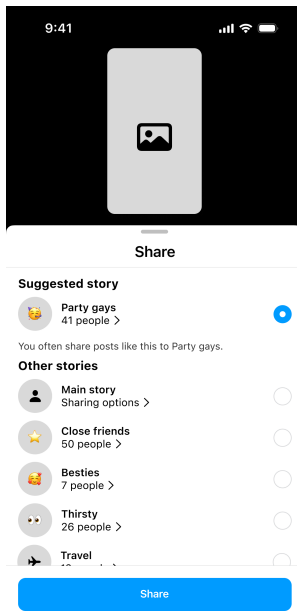 9:41
Share
Suggested story
Party gays
41 people
You often share posts like this to Party gays.
Other stories
Main story
Sharing options
Close friends
50 people
Besties
7 people
Thirsty
26 people
Travel
Share